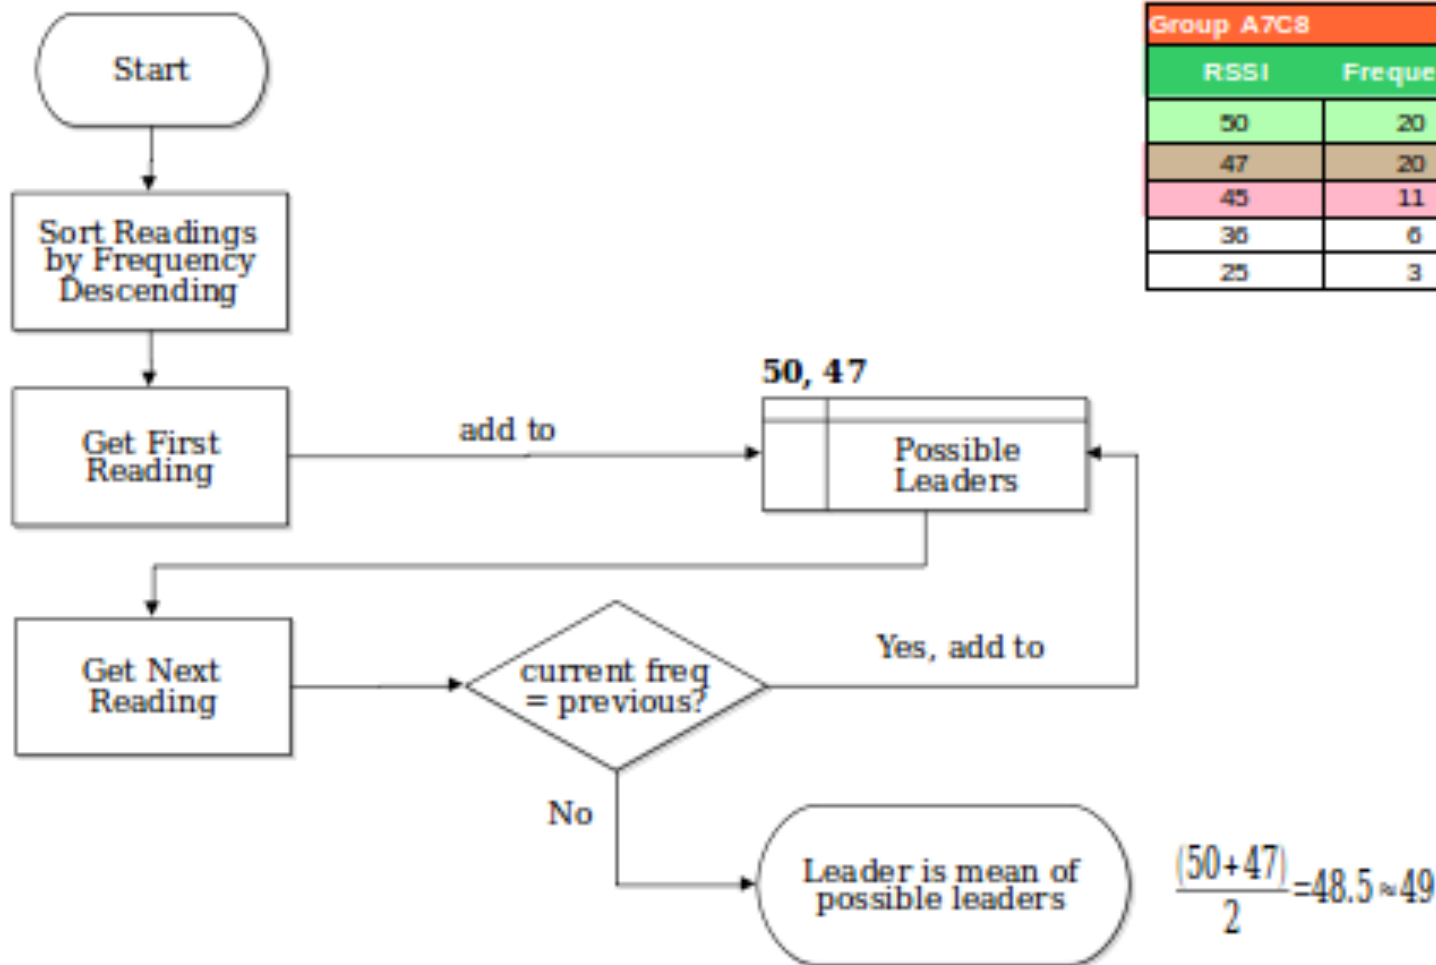 Start
Group A7C8
RSSI Freque
50 20
47 20
45 11
36 6
25 3
Sort Readings
by Frequency
Descending
50, 47
Get First
Reading
add to
Possible
Leaders
Get Next
Reading
current freq
= previous?
Yes, add to
No
Leader is mean of
possible leaders
(50+47)
2
=48.5≈49